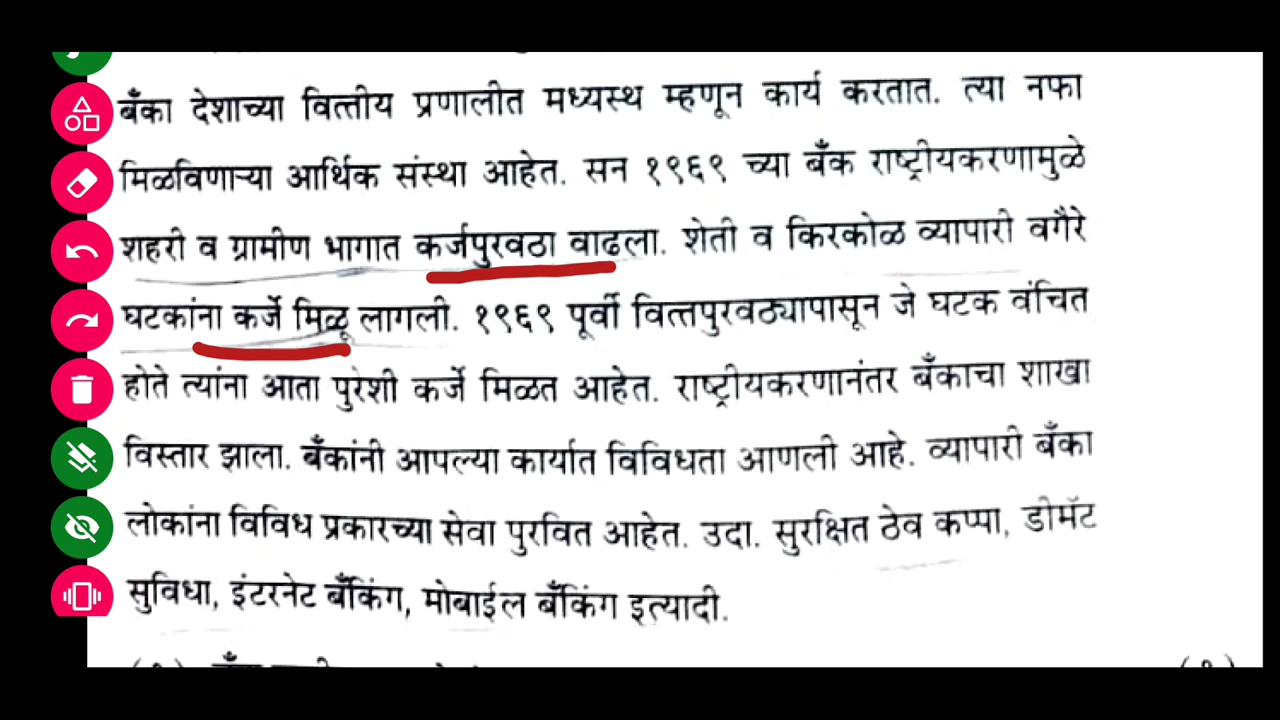 बँका देशाच्या वित्तीय प्रणालीत मध्यस्थ म्हणून कार्य करतात. त्या नफा
मिळविणाऱ्या आर्थिक संस्था आहेत. सन १९६९ च्या बँक राष्ट्रीयकरणामुळे
शहरी व ग्रामीण भागात कर्जपुरवठा वाढला. शेती व किरकोळ व्यापारी वगैरे
घटकांना कर्जे मिळू लागली. १९६९ पूर्वी वित्तपुरवठ्यापासून जे घटक वंचित
होते त्यांना आता पुरेशी कर्जे मिळत आहेत. राष्ट्रीयकरणानंतर बँकाचा शाखा
विस्तार झाला. बँकांनी आपल्या कार्यात विविधता आणली आहे. व्यापारी बँका
लोकांना विविध प्रकारच्या सेवा पुरवित आहेत. उदा. सुरक्षित ठेव कप्पा, डीमॅट
सुविधा, इंटरनेट बँकिंग, मोबाईल बँकिंग इत्यादी.